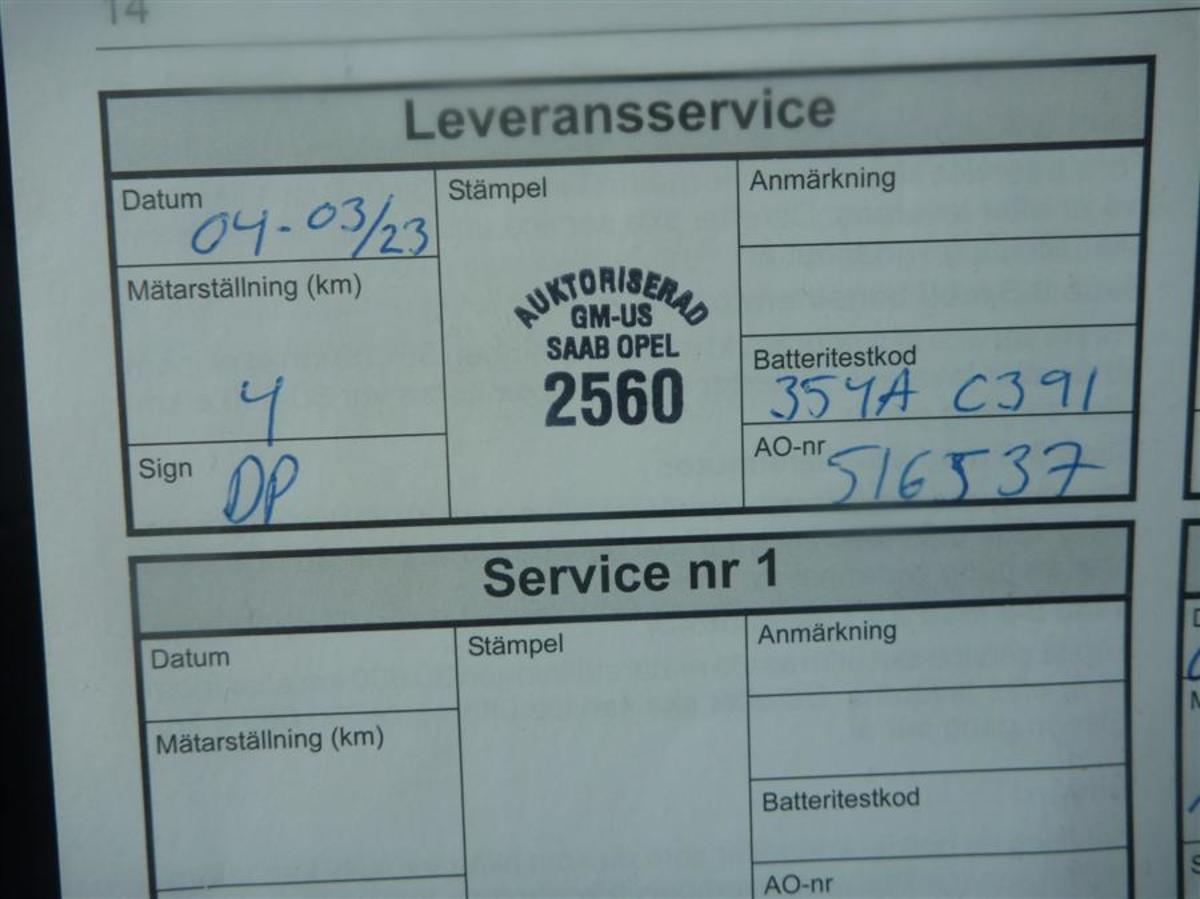 14
Leveransservice
Datum
04-03/23
Mätarställning (km)
4
Sign
DP
Stämpel
AUKTORISERAD
GM-US
SAAB OPEL
2560
Anmärkning
Batteritestkod
354A C391
AO-nr
516537
Service nr 1
Datum
Mätarställning (km)
Stämpel
Anmärkning
Batteritestkod
AO-nr